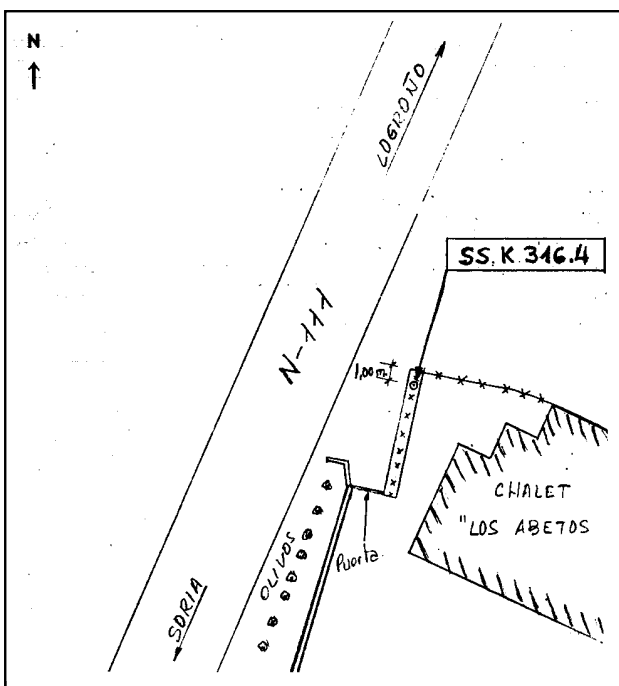 N
LOGROÑO
SS. K 316.4
N-111
1,00 m
CHALET
"LOS ABETOS
OLIVOS
Puerta
SORIA